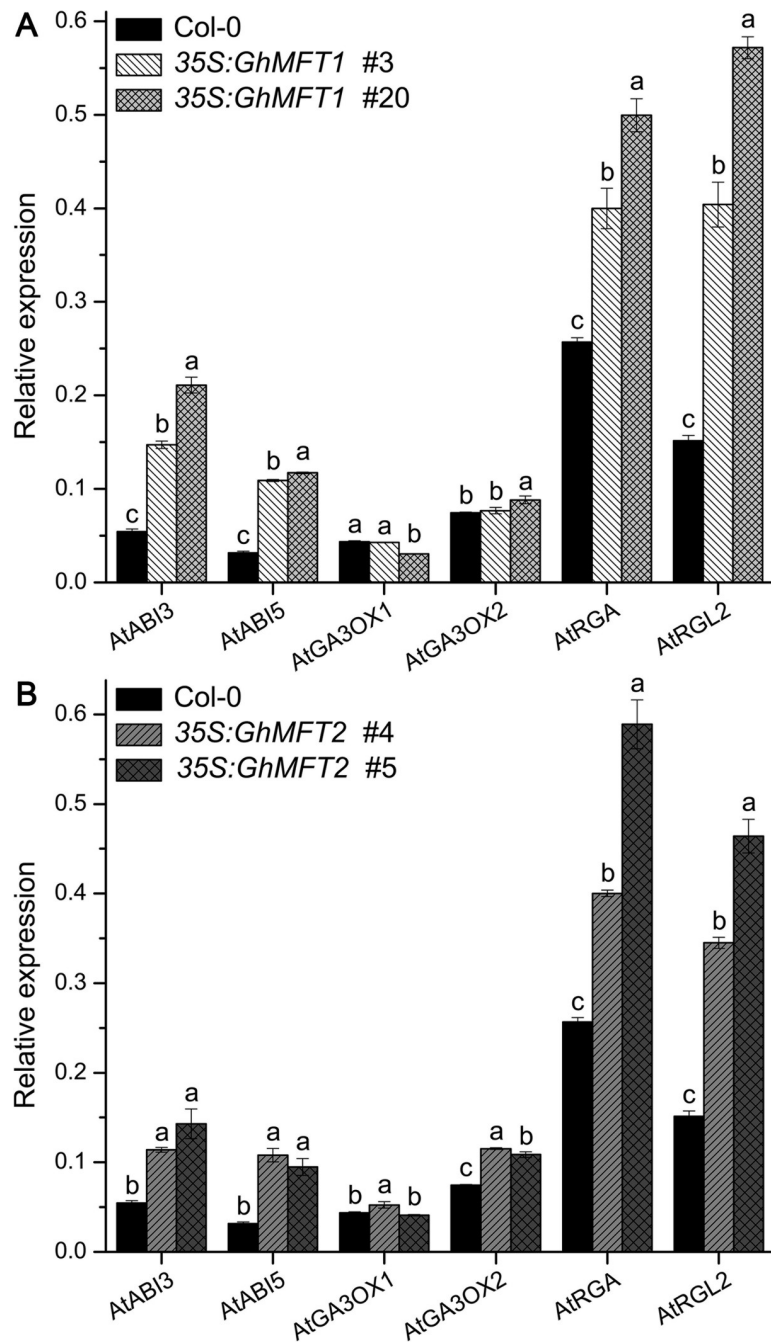 A
Col-0
35S:GhMFT1 #3
35S:GhMFT1 #20
Relative expression
0.6
0.5
0.4
0.3
0.2
0.1
0.0
c b a
c b a
a a b
b b a
c b a
c b a
AtABI3
AtABI5
AtGA3OX1
AtGA3OX2
AtRGA
AtRGL2
B
Col-0
35S:GhMFT2 #4
35S:GhMFT2 #5
Relative expression
0.6
0.5
0.4
0.3
0.2
0.1
0.0
b a a
b a a
b a b
c a b
c b a
c b a
AtABI3
AtABI5
AtGA3OX1
AtGA3OX2
AtRGA
AtRGL2